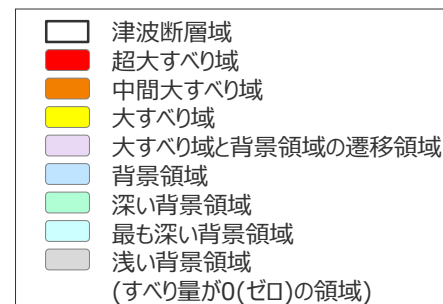 津波断層域
超大すべり域
中間大すべり域
大すべり域
大すべり域と背景領域の遷移領域
背景領域
深い背景領域
最も深い背景領域
浅い背景領域
(すべり量が0(ゼロ)の領域)